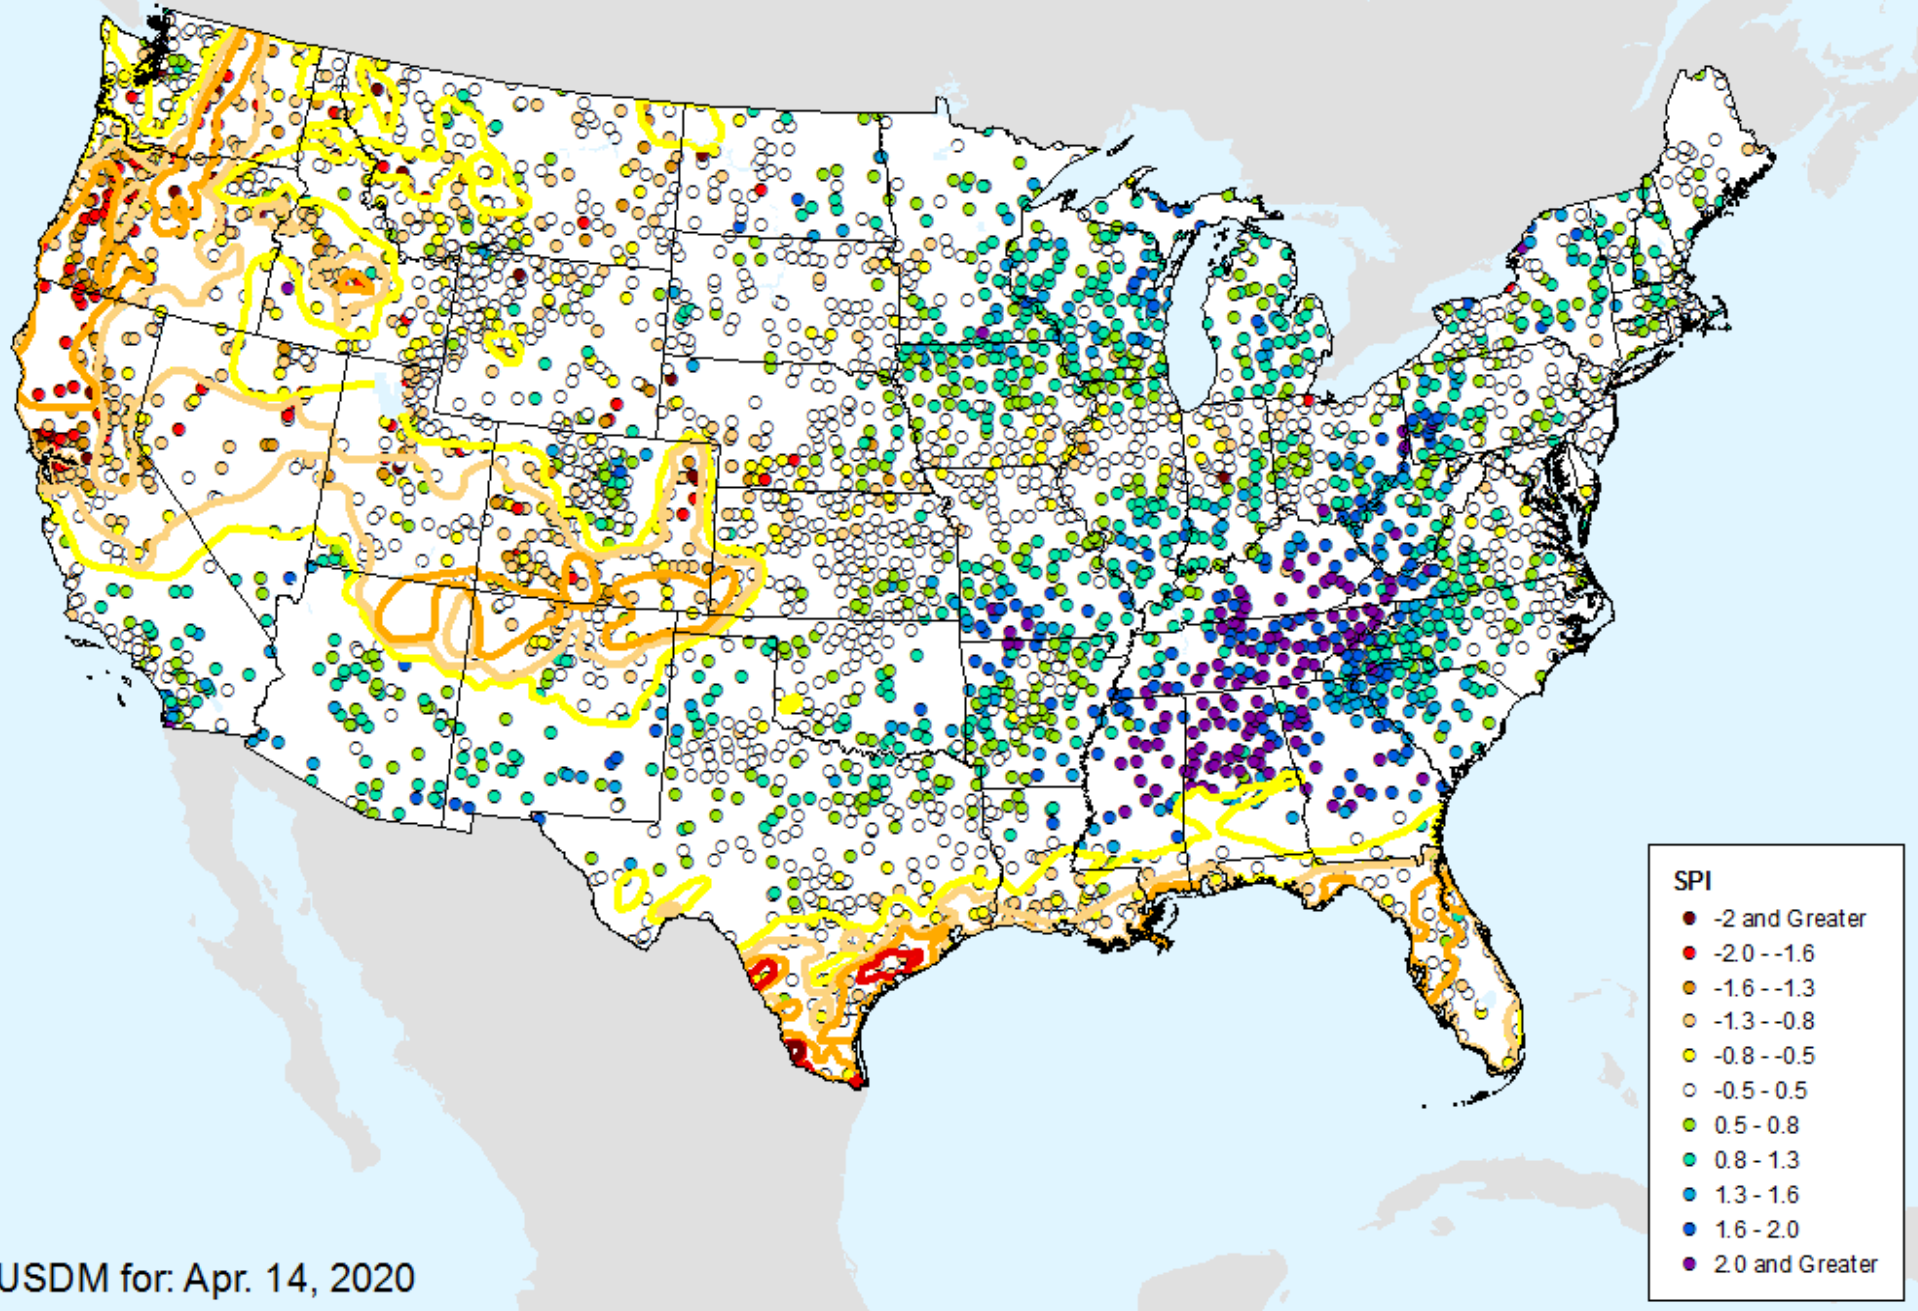 SPI
-2 and Greater
-2.0 - -1.6
-1.6 - -1.3
-1.3 - -0.8
-0.8 - -0.5
-0.5 - 0.5
0.5 - 0.8
0.8 - 1.3
1.3 - 1.6
1.6 - 2.0
2.0 and Greater
USDM for: Apr. 14, 2020